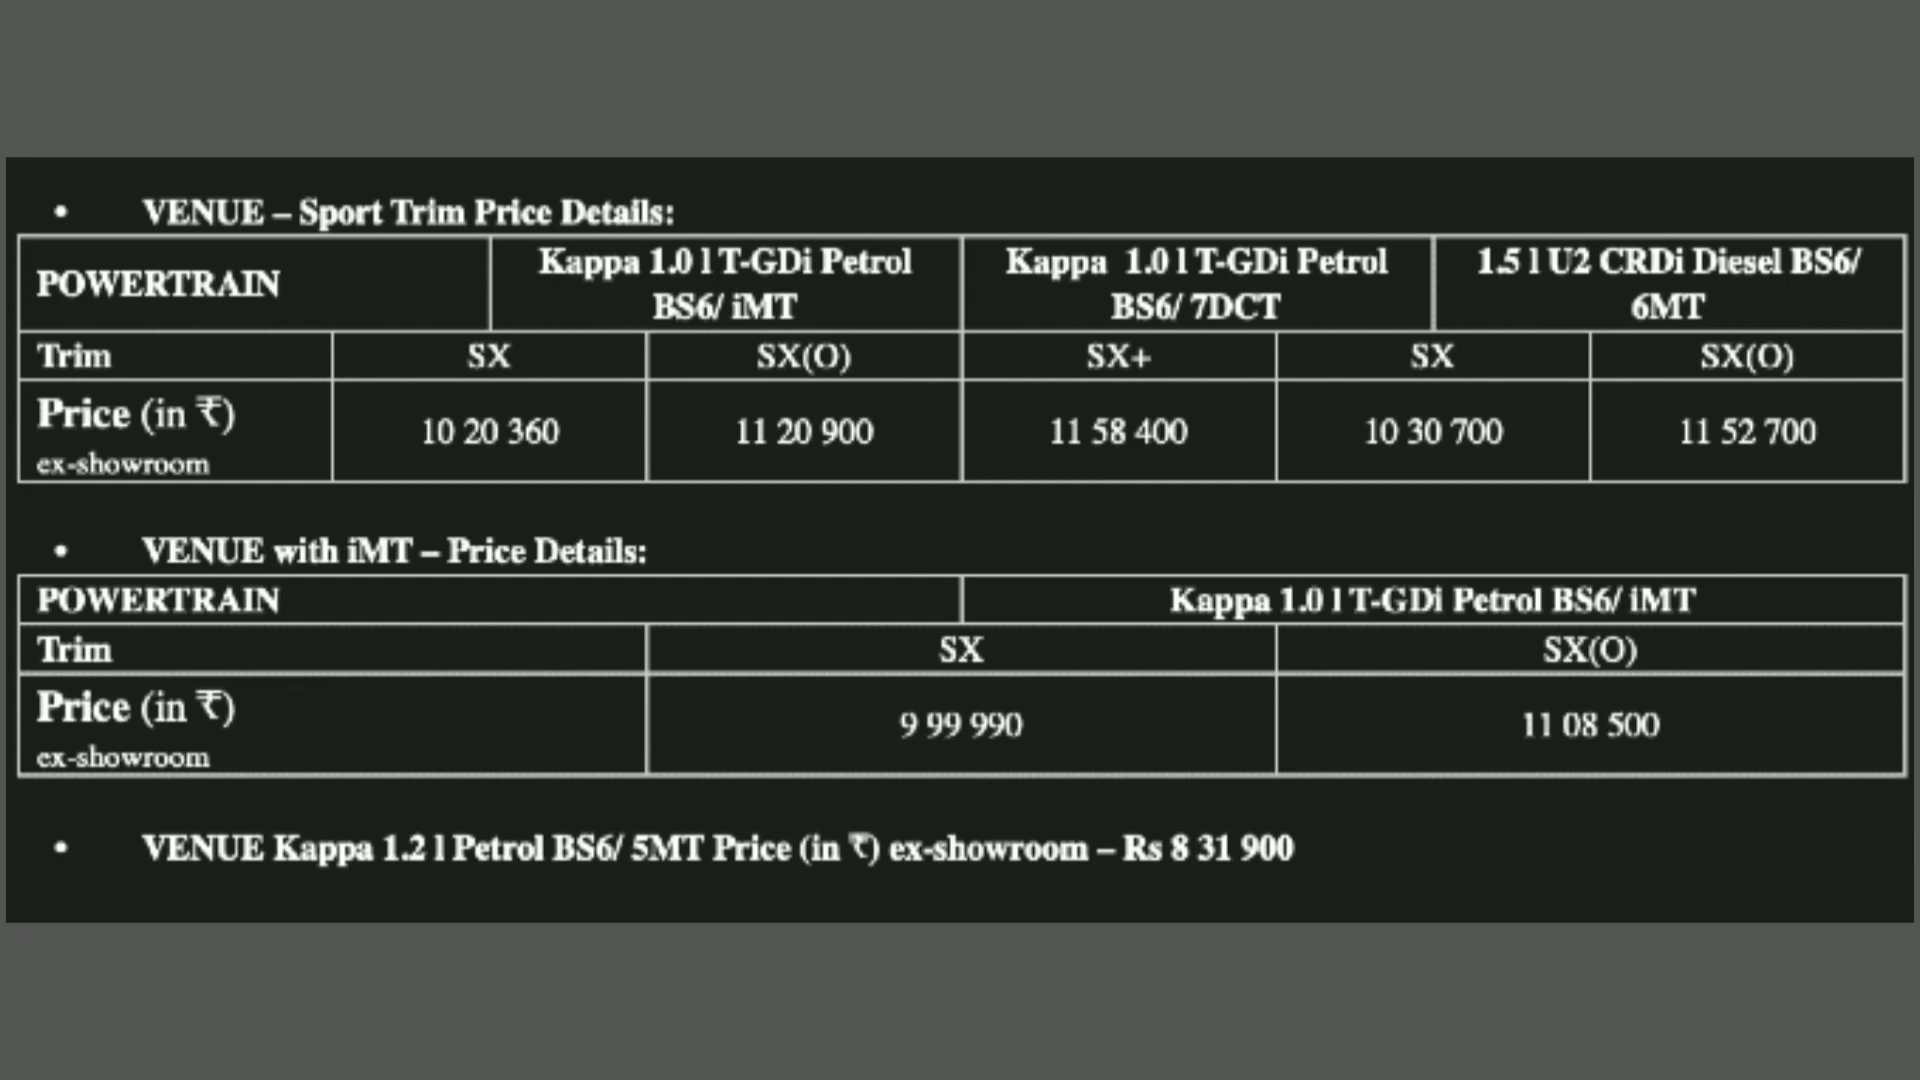 • VENUE – Sport Trim Price Details:
POWERTRAIN Kappa 1.0 l T-GDi Petrol BS6/ iMT Kappa 1.0 l T-GDi Petrol BS6/ 7DCT 1.5 l U2 CRDi Diesel BS6/ 6MT
Trim SX SX(O) SX+ SX SX(O)
Price (in ₹) ex-showroom 10 20 360 11 20 900 11 58 400 10 30 700 11 52 700
• VENUE with iMT – Price Details:
POWERTRAIN Kappa 1.0 l T-GDi Petrol BS6/ iMT
Trim SX SX(O)
Price (in ₹) ex-showroom 9 99 990 11 08 500
• VENUE Kappa 1.2 l Petrol BS6/ 5MT Price (in ₹) ex-showroom – Rs 8 31 900